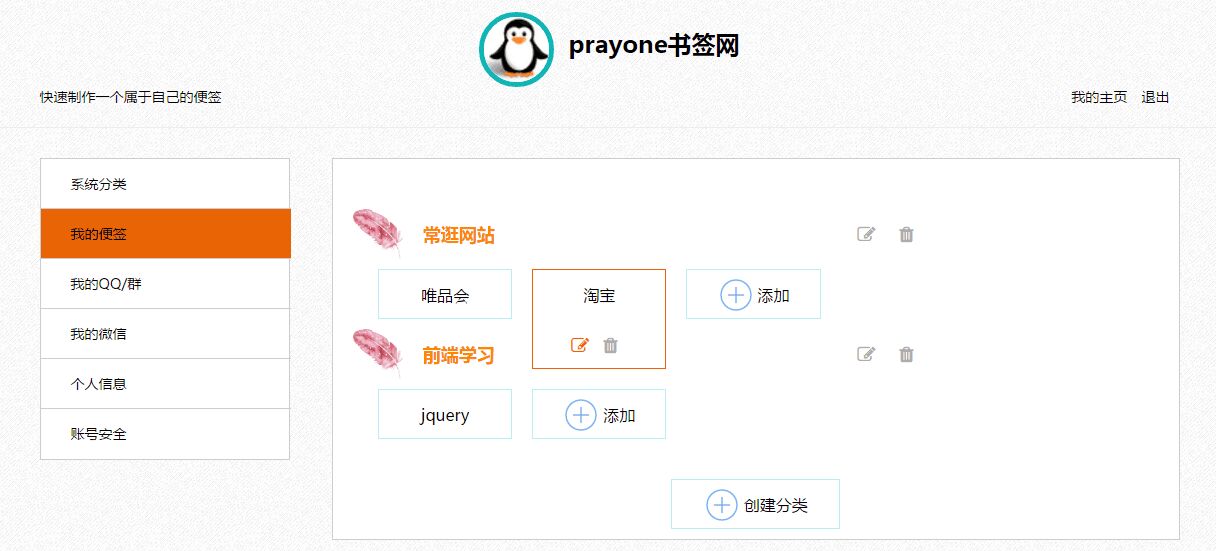 prayone书签网
快速制作一个属于自己的便签
我的主页 退出
系统分类
我的便签
我的QQ/群
我的微信
个人信息
账号安全
常逛网站
唯品会 淘宝 添加
前端学习
jquery 添加
创建分类